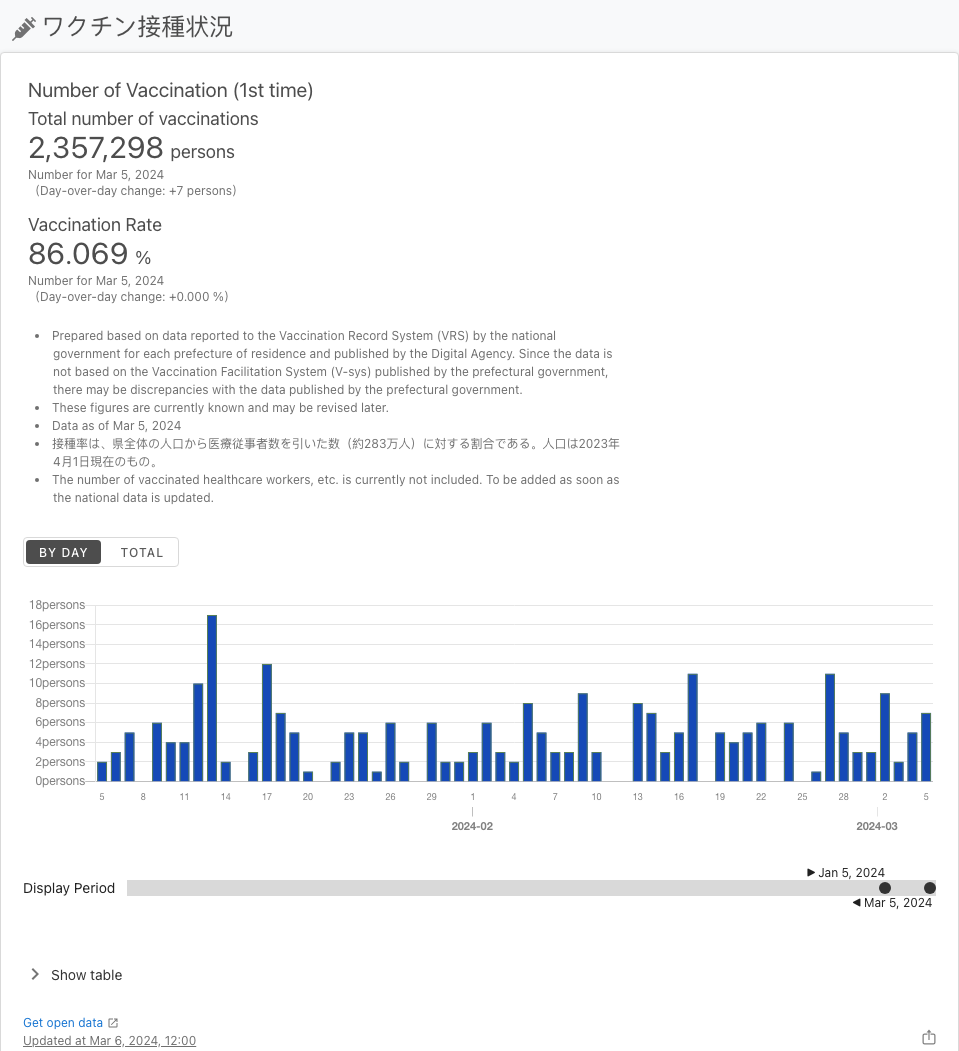 ワクチン接種状況
Number of Vaccination (1st time)
Total number of vaccinations
2,357,298 persons
Number for Mar 5, 2024
(Day-over-day change: +7 persons)
Vaccination Rate
86.069 %
Number for Mar 5, 2024
(Day-over-day change: +0.000 %)
• Prepared based on data reported to the Vaccination Record System (VRS) by the national
government for each prefecture of residence and published by the Digital Agency. Since the data is
not based on the Vaccination Facilitation System (V-sys) published by the prefectural government,
there may be discrepancies with the data published by the prefectural government.
• These figures are currently known and may be revised later.
• Data as of Mar 5, 2024
• 接種率は、県全体の人口から医療従事者数を引いた数（約283万人）に対する割合である。人口は2023年
4月1日現在のもの。
• The number of vaccinated healthcare workers, etc. is currently not included. To be added as soon as
the national data is updated.
BY DAY TOTAL
18persons
16persons
14persons
12persons
10persons
8persons
6persons
4persons
2persons
0persons
5 8 11 14 17 20 23 26 29 1 4 7 10 13 16 19 22 25 28 2 5
2024-02 2024-03
▶ Jan 5, 2024
Display Period
◀ Mar 5, 2024
Show table
Get open data
Updated at Mar 6, 2024, 12:00